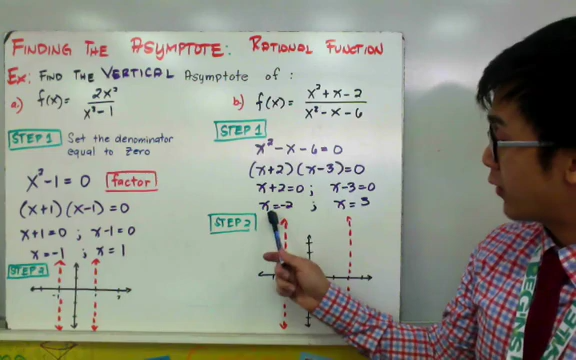 FINDING THE ASYMPTOTE: RATIONAL FUNCTION
Ex: FIND THE VERTICAL Asymptote of :
a) f(x) = 2x² / x² - 1
STEP 1 Set the denominator equal to zero
x² - 1 = 0 factor
(x+1)(x-1) = 0
x+1=0 ; x-1=0
x=-1 ; x=1
STEP 2
b) f(x) = x² + x - 2 / x² - x - 6
STEP 1
x² - x - 6 = 0
(x+2)(x-3)=0
x+2=0 ; x-3=0
x=-2 ; x=3
STEP 2